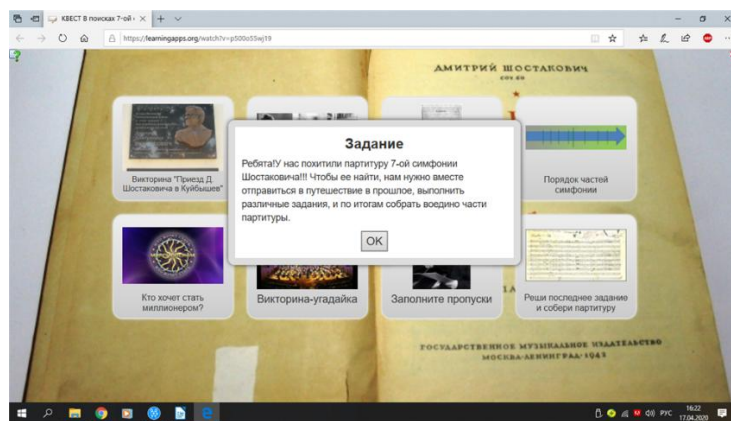 КВЕСТ В поисках 7-ой
https://learningapps.org/watch?v=p500o55wj19
ДМИТРИЙ ШОСТАКОВИЧ
Задание
Ребята!У нас похитили партитуру 7-ой симфонии
Шостаковича!!! Чтобы ее найти, нам нужно вместе
отправиться в путешествие в прошлое, выполнить
различные задания, и по итогам собрать воедино части
партитуры.
OK
Викторина "Приезд Д.
Шостаковича в Куйбышев"
Порядок частей
симфонии
Кто хочет стать
миллионером?
Викторина-угадайка
Заполните пропуски
Реши последнее задание
и собери партитуру
ГОСУДАРСТВЕННОЕ МУЗЫКАЛЬНОЕ ИЗДАТЕЛЬСТВО
МОСКВА-ЛЕНИНГРАД-1942
РУС
16:22
17.04.2020